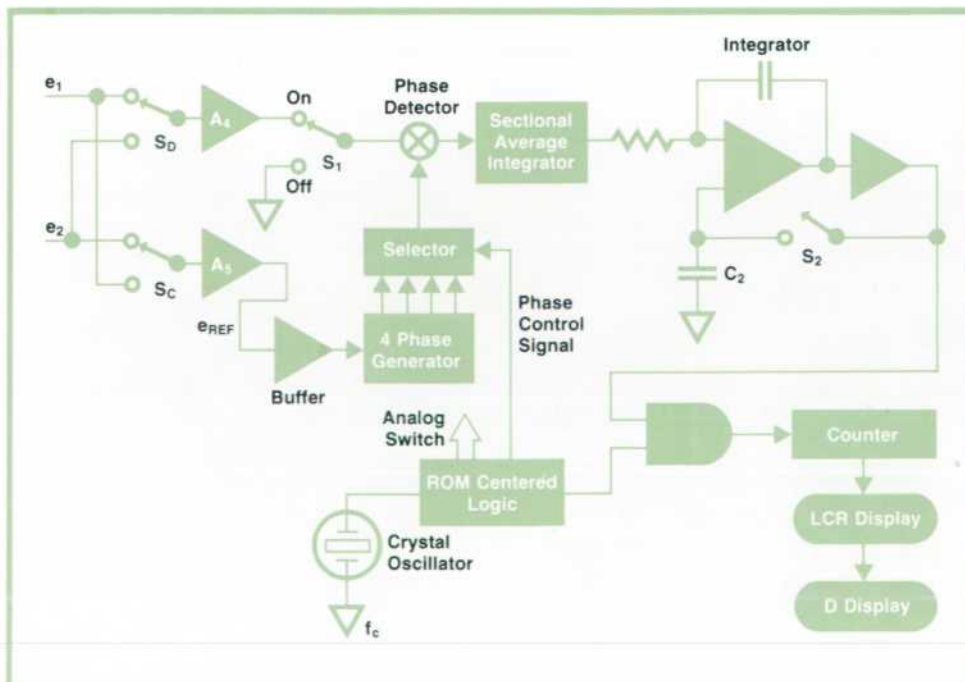 Integrator
e1
Phase
Detector
On
A4
SD
S1
Off
Sectional
Average
Integrator
e2
A5
SC
eREF
Selector
S2
C2
4 Phase
Generator
Phase
Control
Signal
Buffer
Analog
Switch
Counter
ROM Centered
Logic
LCR Display
Crystal
Oscillator
D Display
fc